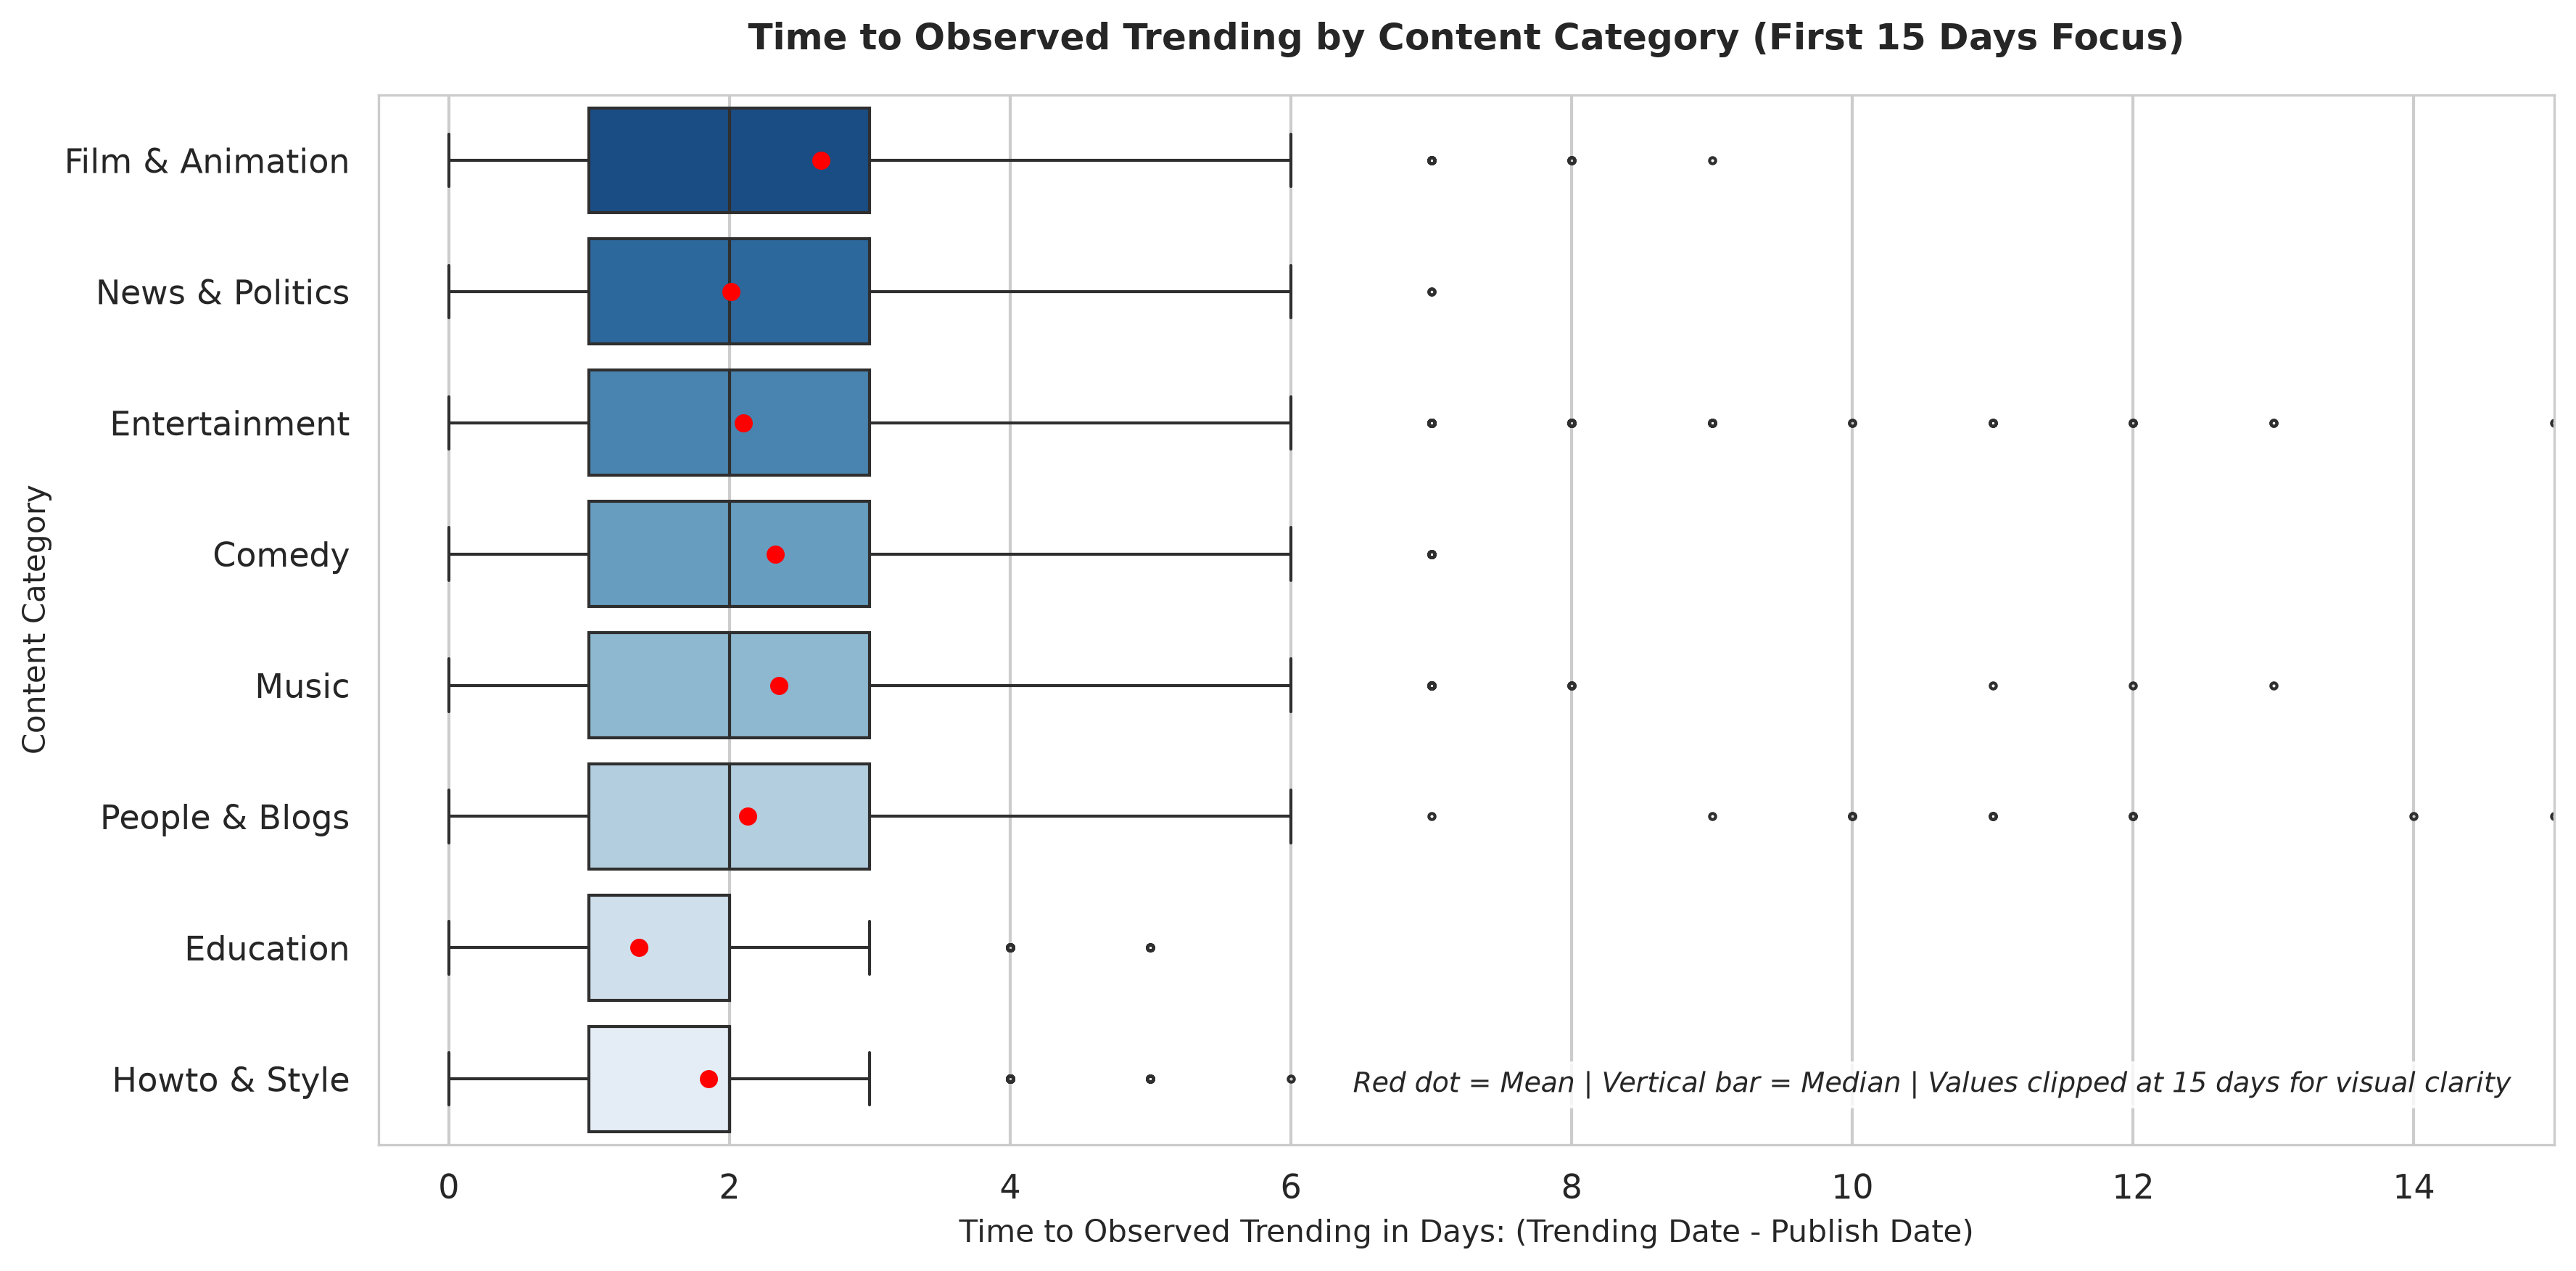 Time to Observed Trending by Content Category (First 15 Days Focus)
Content Category
Film & Animation
News & Politics
Entertainment
Comedy
Music
People & Blogs
Education
Howto & Style
Red dot = Mean | Vertical bar = Median | Values clipped at 15 days for visual clarity
0 2 4 6 8 10 12 14
Time to Observed Trending in Days: (Trending Date - Publish Date)